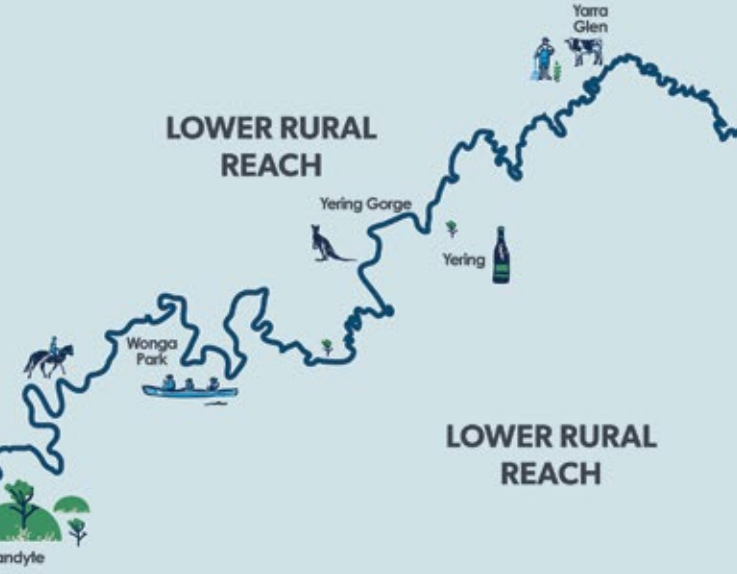 Yarra
Glen
LOWER RURAL
REACH
Yering Gorge
Yering
Wonga
Park
LOWER RURAL
REACH
andyte